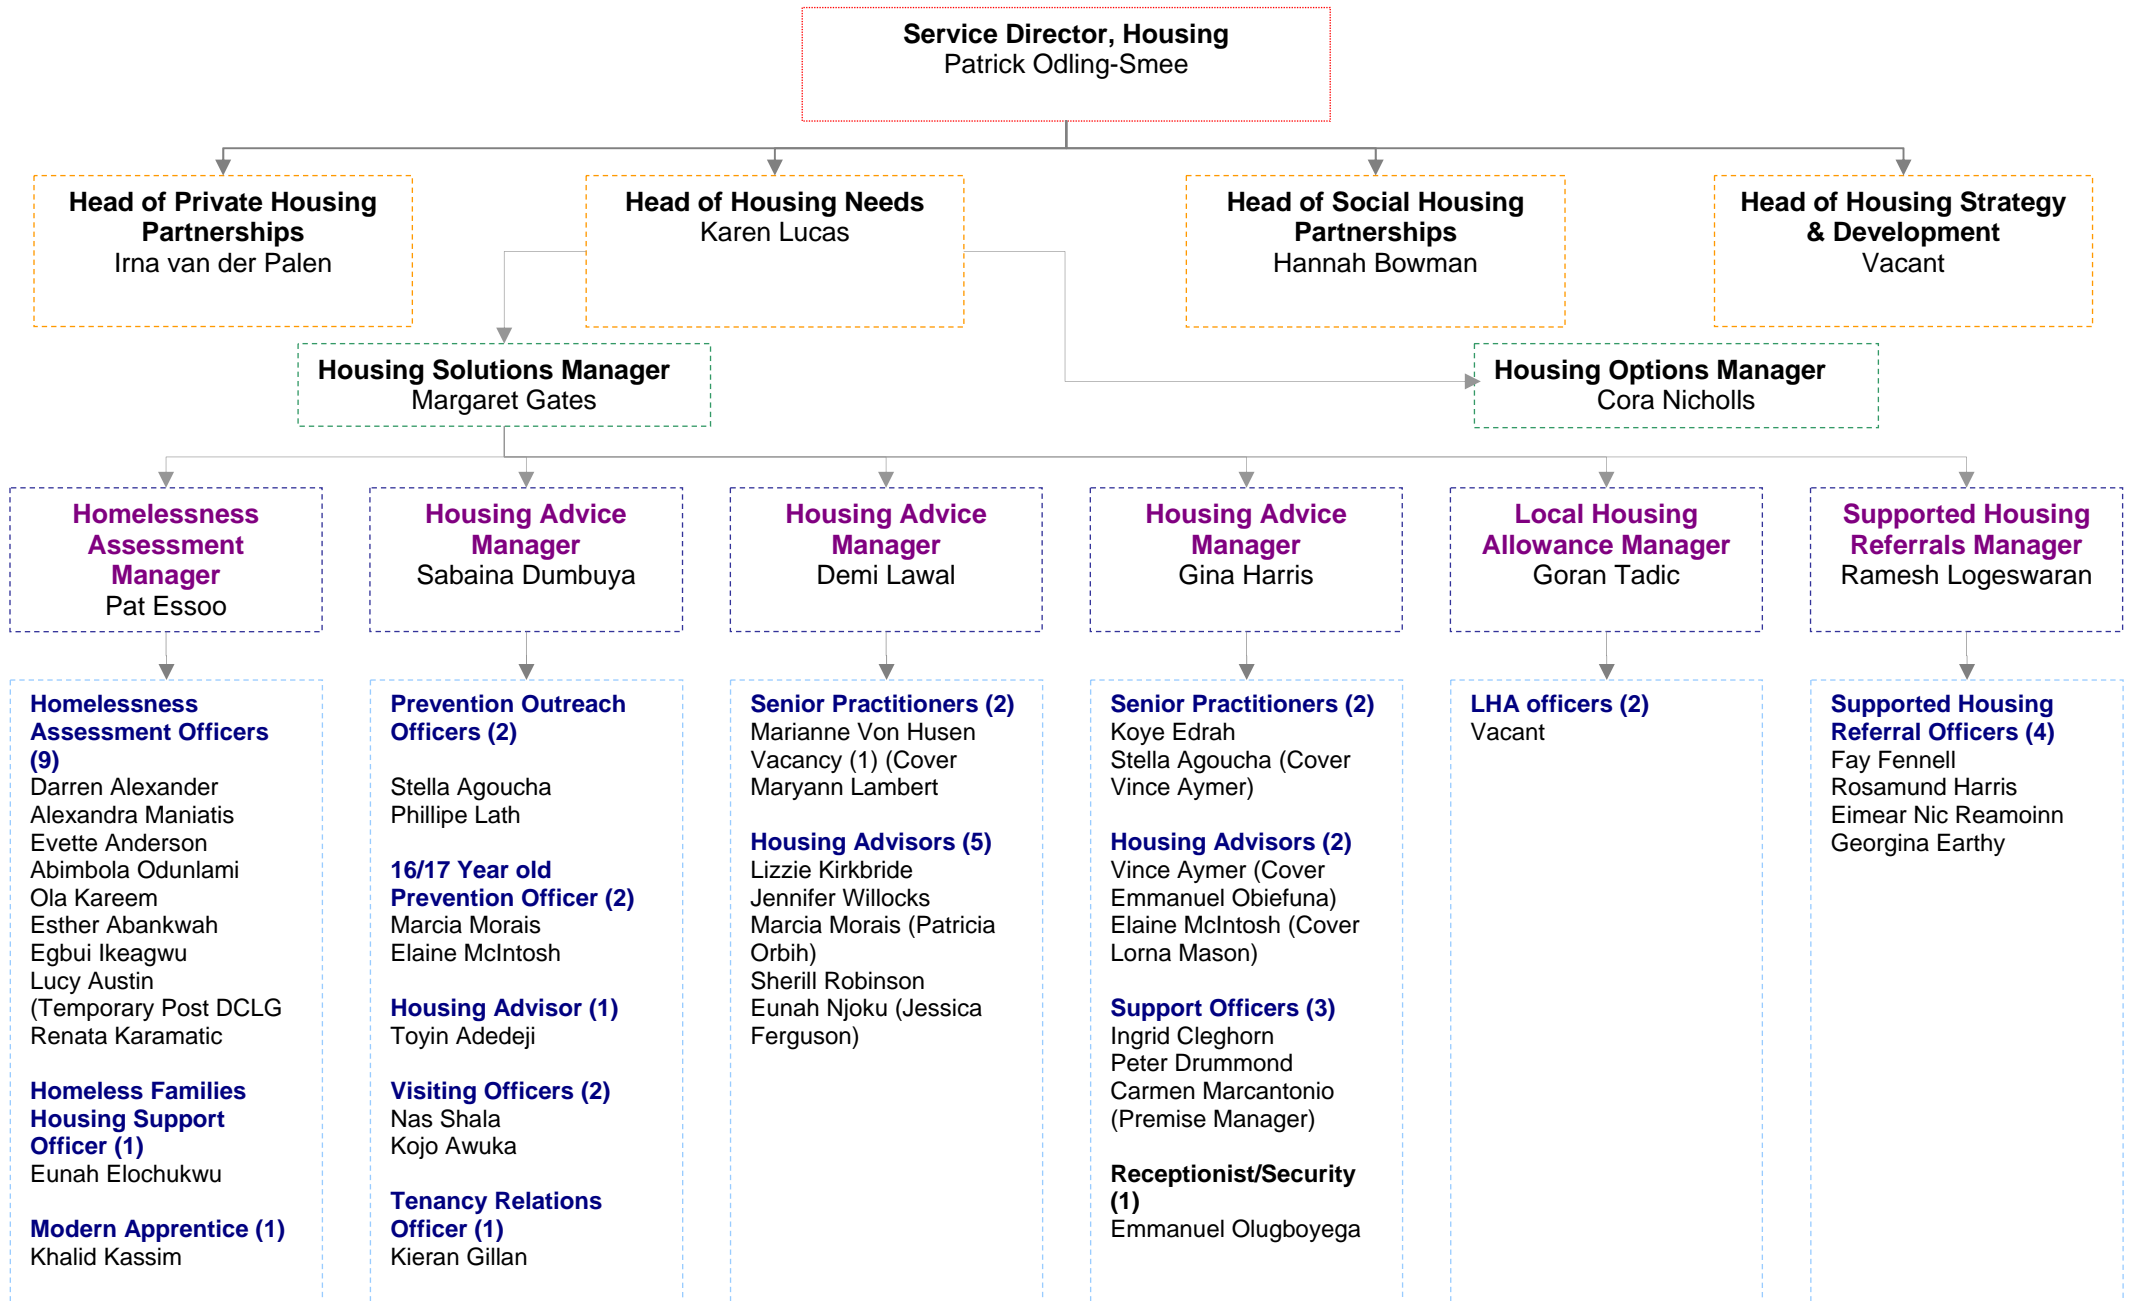 Service Director, Housing
Patrick Odling-Smee
Head of Private Housing
Partnerships
Irna van der Palen
Head of Housing Needs
Karen Lucas
Head of Social Housing
Partnerships
Hannah Bowman
Head of Housing Strategy
& Development
Vacant
Housing Solutions Manager
Margaret Gates
Housing Options Manager
Cora Nicholls
Homelessness
Assessment
Manager
Pat Essoo
Housing Advice
Manager
Sabaina Dumbuya
Housing Advice
Manager
Demi Lawal
Housing Advice
Manager
Gina Harris
Local Housing
Allowance Manager
Goran Tadic
Supported Housing
Referrals Manager
Ramesh Logeswaran
Homelessness
Assessment Officers
(9)
Darren Alexander
Alexandra Maniatis
Evette Anderson
Abimbola Odunlami
Ola Kareem
Esther Abankwah
Egbui Ikeagwu
Lucy Austin
(Temporary Post DCLG
Renata Karamatic
Homeless Families
Housing Support
Officer (1)
Eunah Elochukwu
Modern Apprentice (1)
Khalid Kassim
Prevention Outreach
Officers (2)
Stella Agoucha
Phillipe Lath
16/17 Year old
Prevention Officer (2)
Marcia Morais
Elaine McIntosh
Housing Advisor (1)
Toyin Adedeji
Visiting Officers (2)
Nas Shala
Kojo Awuka
Tenancy Relations
Officer (1)
Kieran Gillan
Senior Practitioners (2)
Marianne Von Husen
Vacancy (1) (Cover
Maryann Lambert
Housing Advisors (5)
Lizzie Kirkbride
Jennifer Willocks
Marcia Morais (Patricia
Orbih)
Sherill Robinson
Eunah Njoku (Jessica
Ferguson)
Senior Practitioners (2)
Koye Edrah
Stella Agoucha (Cover
Vince Aymer)
Housing Advisors (2)
Vince Aymer (Cover
Emmanuel Obiefuna)
Elaine McIntosh (Cover
Lorna Mason)
Support Officers (3)
Ingrid Cleghorn
Peter Drummond
Carmen Marcantonio
(Premise Manager)
Receptionist/Security
(1)
Emmanuel Olugboyega
LHA officers (2)
Vacant
Supported Housing
Referral Officers (4)
Fay Fennell
Rosamund Harris
Eimear Nic Reamoinn
Georgina Earthy